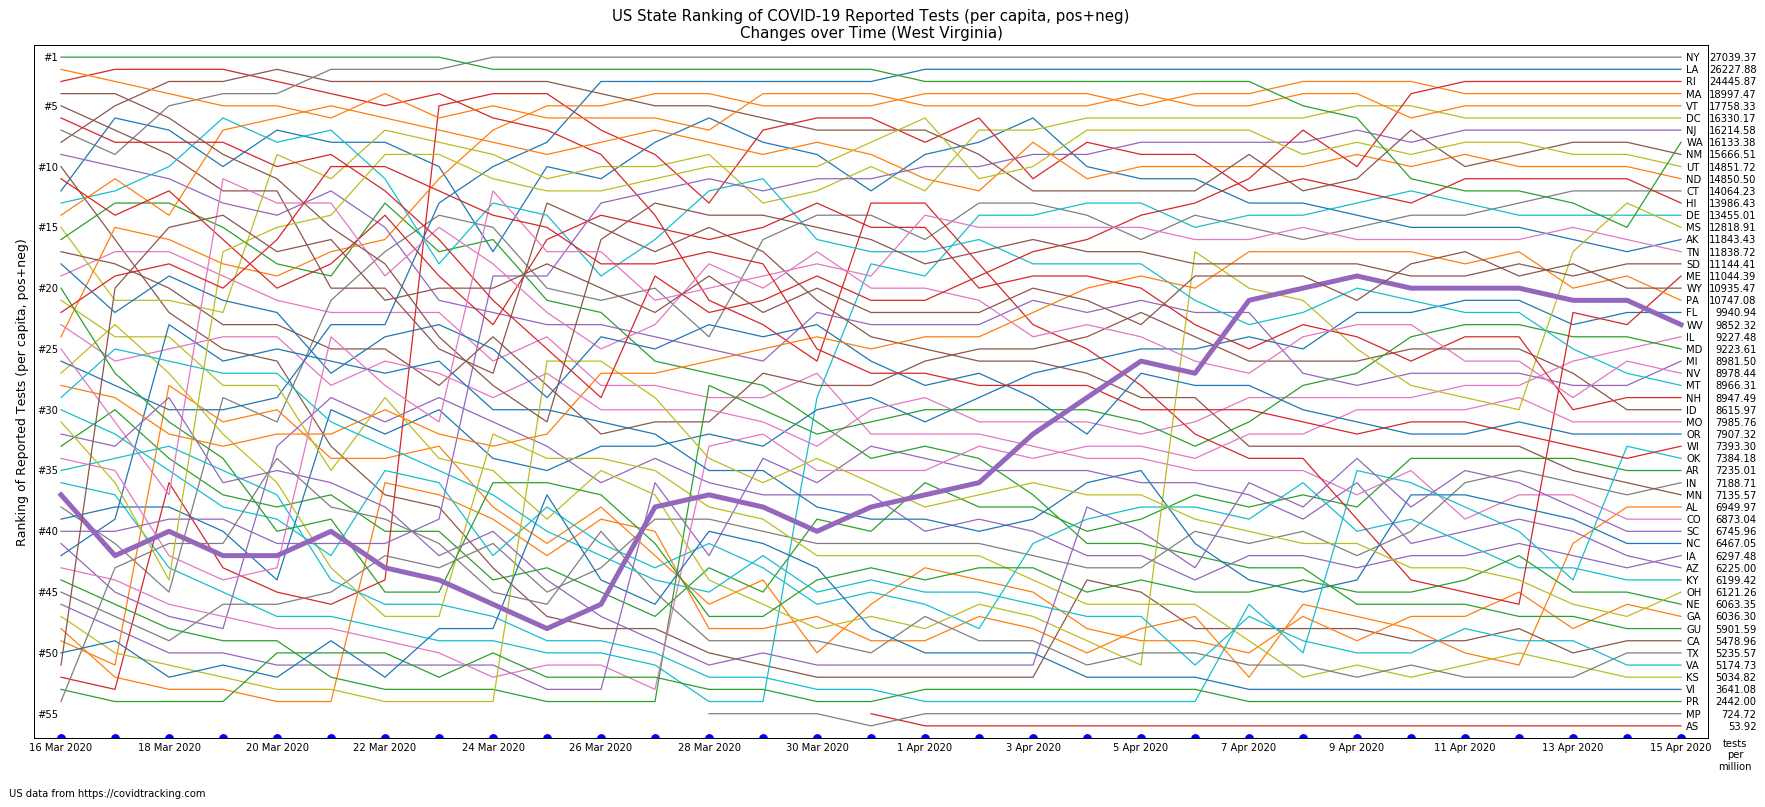 US State Ranking of COVID-19 Reported Tests (per capita, pos+neg)
Changes over Time (West Virginia)
Ranking of Reported Tests (per capita, pos+neg)
#1
#5
#10
#15
#20
#25
#30
#35
#40
#45
#50
#55
NY 27039.37
LA 26227.88
RI 24445.87
MA 18997.47
VT 17758.33
DC 16330.17
NJ 16214.58
WA 16133.38
NM 15666.51
UT 14851.72
ND 14850.50
CT 14064.23
HI 13986.43
DE 13455.01
MS 12818.91
AK 11843.43
TN 11838.72
SD 11144.41
ME 11044.39
WY 10935.47
PA 10747.08
FL 9940.94
WV 9852.32
IL 9227.48
MD 9223.61
MI 8981.50
NV 8978.44
MT 8966.31
NH 8947.49
ID 8615.97
MO 7985.76
OR 7907.32
WI 7393.30
OK 7384.18
AR 7235.01
IN 7188.71
MN 7135.57
AL 6949.97
CO 6873.04
SC 6745.96
NC 6467.05
IA 6297.48
AZ 6225.00
KY 6199.42
OH 6121.26
NE 6063.35
GA 6036.30
GU 5901.59
CA 5478.96
TX 5235.57
VA 5174.73
KS 5034.82
VI 3641.08
PR 2442.00
MP 724.72
AS 53.92
16 Mar 2020 18 Mar 2020 20 Mar 2020 22 Mar 2020 24 Mar 2020 26 Mar 2020 28 Mar 2020 30 Mar 2020 1 Apr 2020 3 Apr 2020 5 Apr 2020 7 Apr 2020 9 Apr 2020 11 Apr 2020 13 Apr 2020 15 Apr 2020
tests
per
million
US data from https://covidtracking.com